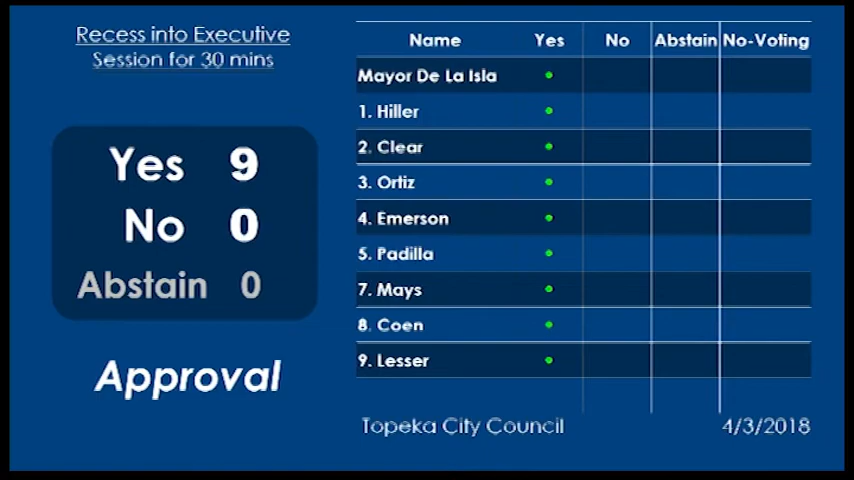 Recess into Executive
Session for 30 mins
Yes 9
No 0
Abstain 0
Approval
Name Yes No Abstain No-Voting
Mayor De La Isla
1. Hiller
2. Clear
3. Ortiz
4. Emerson
5. Padilla
7. Mays
8. Coen
9. Lesser
Topeka City Council 4/3/2018